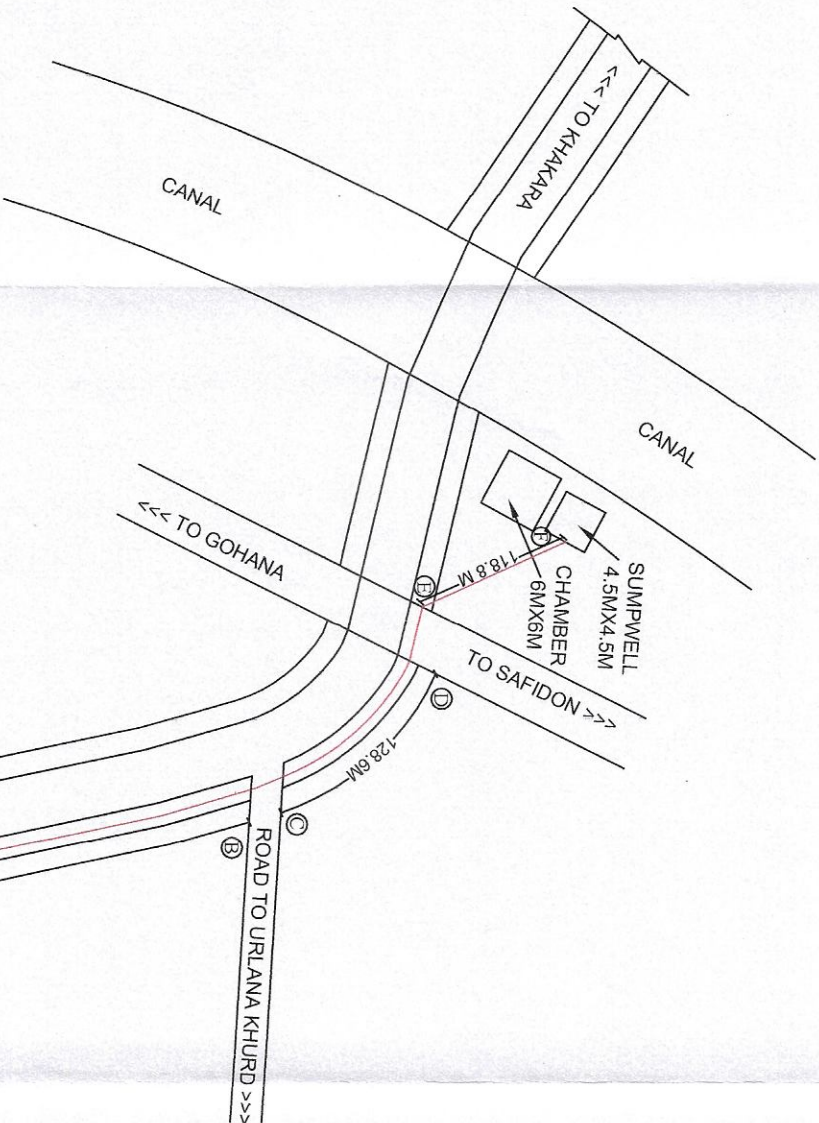 <<< TO KHAKARA
CANAL
CANAL
SUMPWELL
4.5MX4.5M
CHAMBER
6MX6M
F
118.8 M
E
<<< TO GOHANA
TO SAFIDON >>>
D
128.6M
C
B
ROAD TO URLANA KHURD >>>